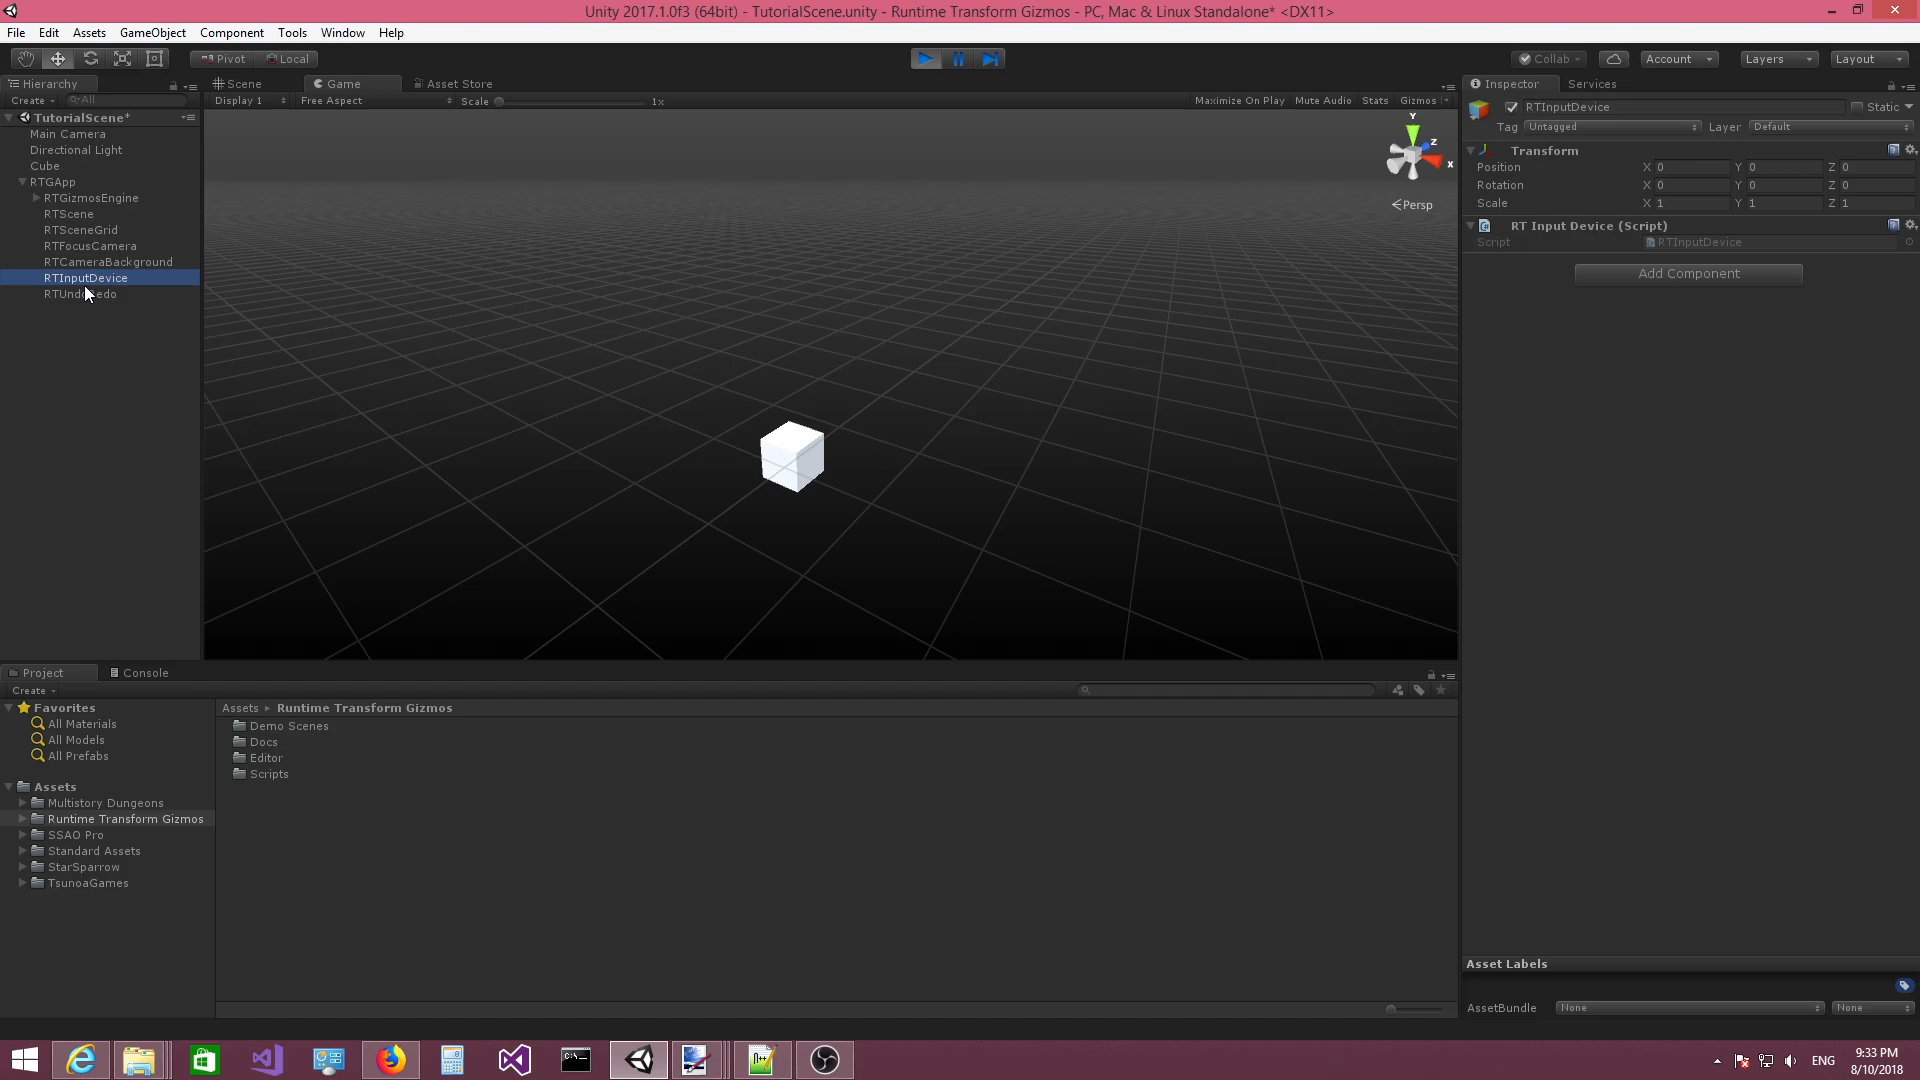 Unity 2017.1.0f3 (64bit) - TutorialScene.unity - Runtime Transform Gizmos - PC, Mac & Linux Standalone* <DX11>
File Edit Assets GameObject Component Tools Window Help
Pivot Local Collab Account Layers Layout
Hierarchy Scene Game Asset Store Inspector Services
Create All Display 1 Free Aspect Scale 1x Maximize On Play Mute Audio Stats Gizmos
RTInputDevice Static
Tag Untagged Layer Default
TutorialScene*
Main Camera
Directional Light
Cube
RTGApp
RTGizmosEngine
RTScene
RTSceneGrid
RTFocusCamera
RTCameraBackground
RTInputDevice
Y
Z
X
Persp
Transform
Position X 0 Y 0 Z 0
Rotation X 0 Y 0 Z 0
Scale X 1 Y 1 Z 1
RT Input Device (Script)
Script RTInputDevice
Add Component
Project Console
Create
Favorites
All Materials
All Models
All Prefabs
Assets
Multistory Dungeons
Runtime Transform Gizmos
SSAO Pro
Standard Assets
StarSparrow
TsunoaGames
Assets Runtime Transform Gizmos
Demo Scenes
Docs
Editor
Scripts
Asset Labels
AssetBundle None None
ENG
9:33 PM
8/10/2018